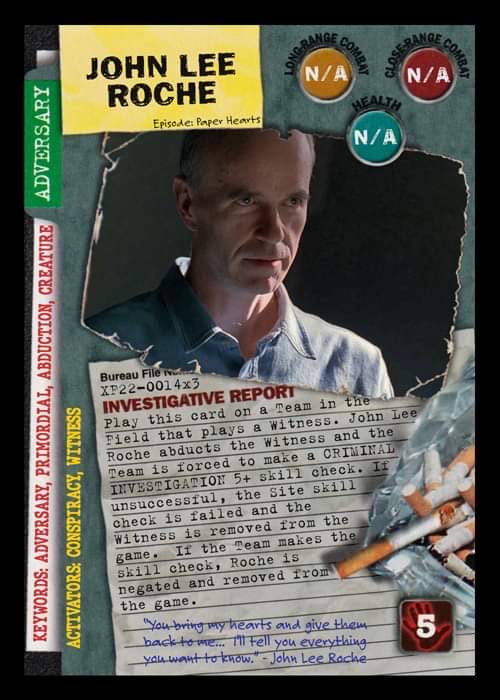 JOHN LEE
ROCHE
Episode: Paper Hearts
LONG-RANGE COMBAT
N/A
CLOSE-RANGE COMBAT
N/A
HEALTH
N/A
ADVERSARY
KEYWORDS: ADVERSARY, PRIMORDIAL, ABDUCTION, CREATURE
ACTIVATORS: CONSPIRACY, WITNESS
Bureau File
XF22-0014x3
INVESTIGATIVE REPORT
Play this card on a Team in the
Field that plays a Witness. John Lee
Roche abducts the Witness and the
Team is forced to make a CRIMINAL
INVESTIGATION 5+ skill check. If
unsuccessful, the Site skill
check is failed and the
Witness is removed from the
game. If the Team makes the
skill check, Roche is
negated and removed from
the game.
5
"You bring my hearts and give them
back to me... I'll tell you everything
you want to know." - John Lee Roche